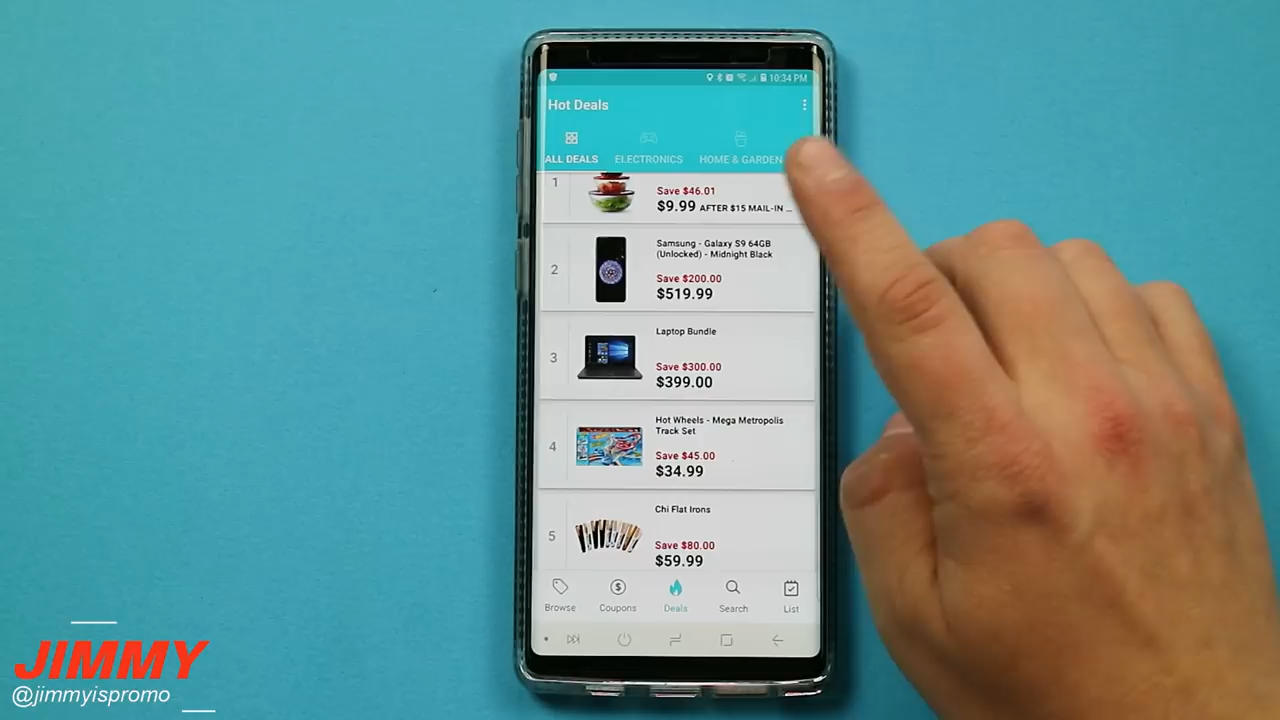 10:34 PM
Hot Deals
ALL DEALS ELECTRONICS HOME & GARDEN
1
Save $46.01
$9.99 AFTER $15 MAIL-IN ...
2
Samsung - Galaxy S9 64GB
(Unlocked) - Midnight Black
Save $200.00
$519.99
3
Laptop Bundle
Save $300.00
$399.00
4
Hot Wheels - Mega Metropolis
Track Set
Save $45.00
$34.99
5
Chi Flat Irons
Save $80.00
$59.99
Browse Coupons Deals Search List
JIMMY
@jimmyispromo